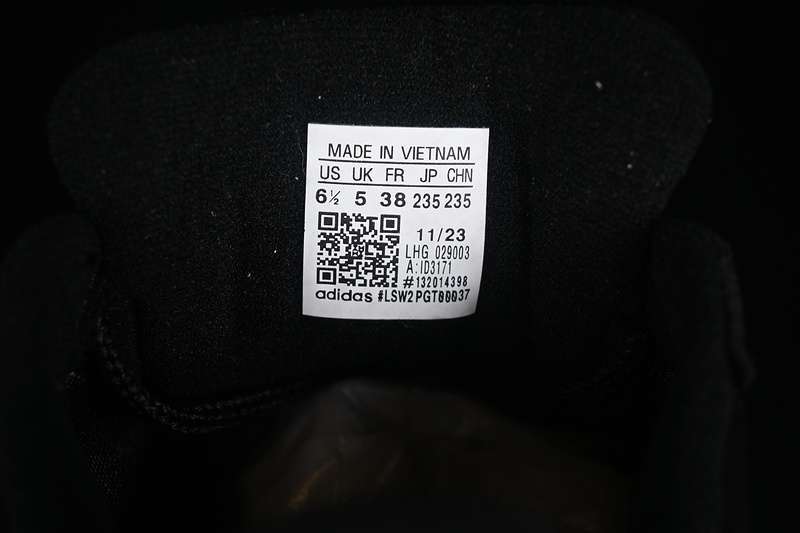 MADE IN VIETNAM
US UK FR JP CHN
6½ 5 38 235 235
11/23
LHG 029003
A:ID3171
#132014398
adidas #LSW2PGT00037